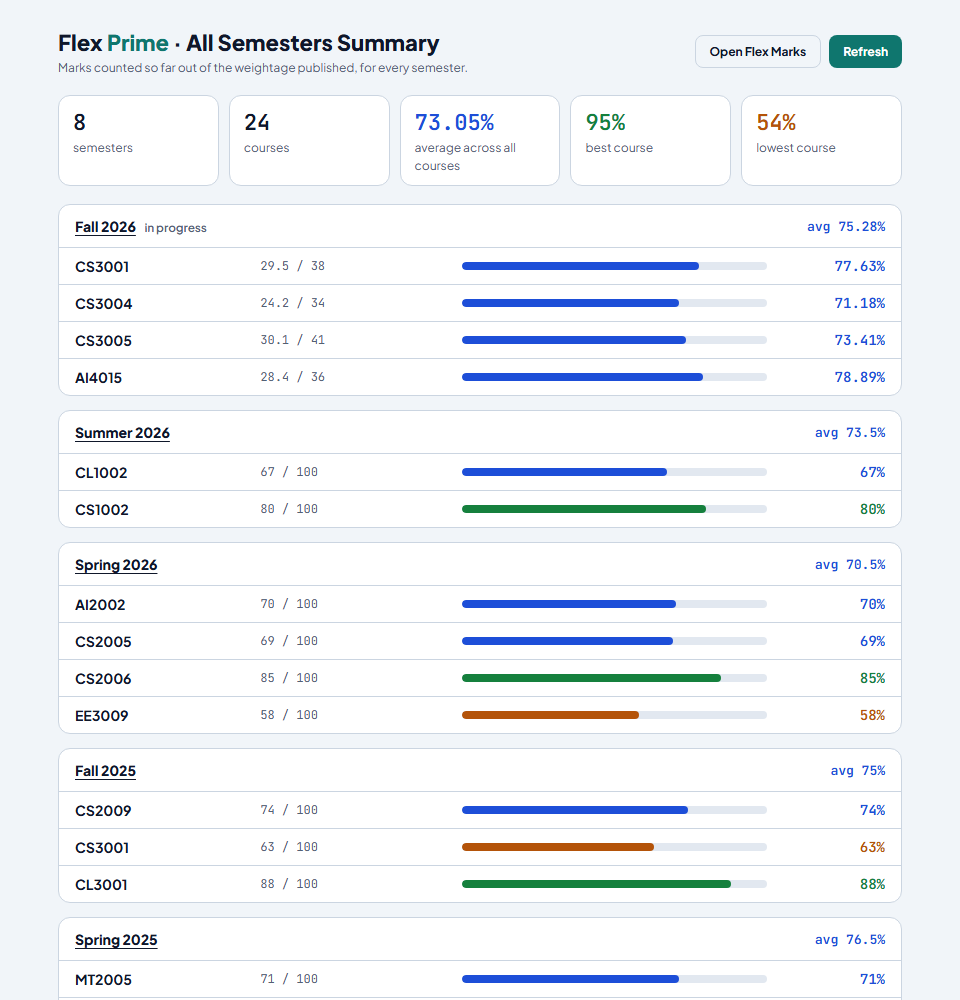 Flex Prime · All Semesters Summary
Marks counted so far out of the weightage published, for every semester.
Open Flex Marks
Refresh
8
semesters
24
courses
73.05%
average across all
courses
95%
best course
54%
lowest course
Fall 2026 in progress avg 75.28%
CS3001 29.5 / 38 77.63%
CS3004 24.2 / 34 71.18%
CS3005 30.1 / 41 73.41%
AI4015 28.4 / 36 78.89%
Summer 2026 avg 73.5%
CL1002 67 / 100 67%
CS1002 80 / 100 80%
Spring 2026 avg 70.5%
AI2002 70 / 100 70%
CS2005 69 / 100 69%
CS2006 85 / 100 85%
EE3009 58 / 100 58%
Fall 2025 avg 75%
CS2009 74 / 100 74%
CS3001 63 / 100 63%
CL3001 88 / 100 88%
Spring 2025 avg 76.5%
MT2005 71 / 100 71%